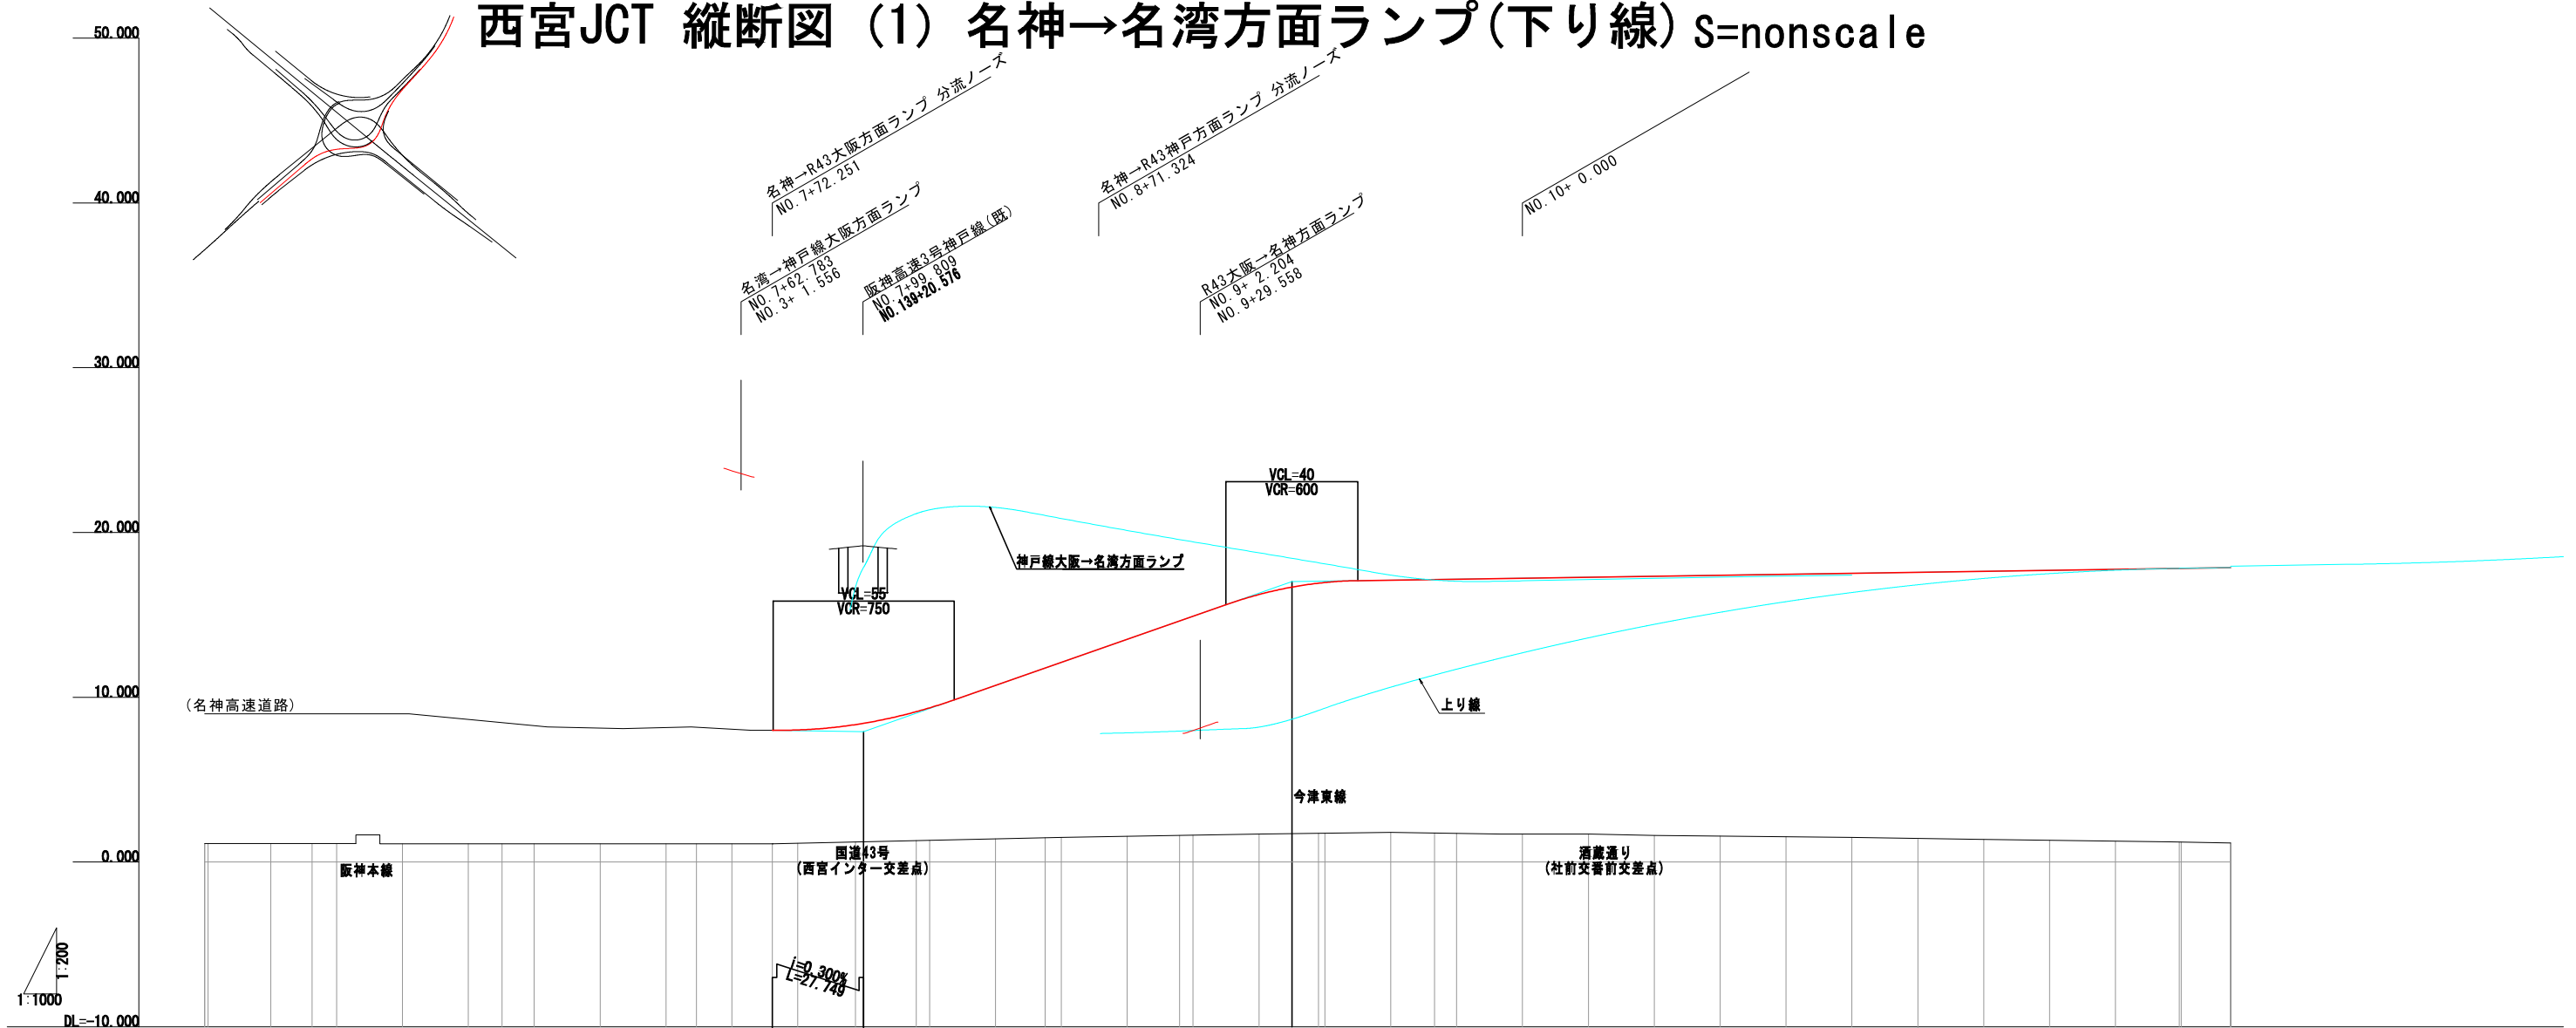 西宮JCT 縦断図 (1) 名神→名湾方面ランプ(下り線) S=nonscale
50.000
40.000
30.000
20.000
10.000
0.000
DL=-10.000
名神→R43大阪方面ランプ 分流ノーズ
NO.7+72.251
名神→R43神戸方面ランプ 分流ノーズ
NO.8+71.324
NO.10+ 0.000
名湾→神戸線大阪方面ランプ
NO.7+62.783
NO.3+ 1.556
阪神高速3号神戸線(既)
NO.7+99.809
NO.139+20.576
R43大阪→名神方面ランプ
NO.9+ 2.204
NO.9+29.558
VCL=40
VCR=600
神戸線大阪→名湾方面ランプ
VCL=55
VCR=750
(名神高速道路)
上り線
今津東線
阪神本線
国道43号
(西宮インター交差点)
酒蔵通り
(社前交番前交差点)
i=0.300%
L=27.749
1:200
1:1000